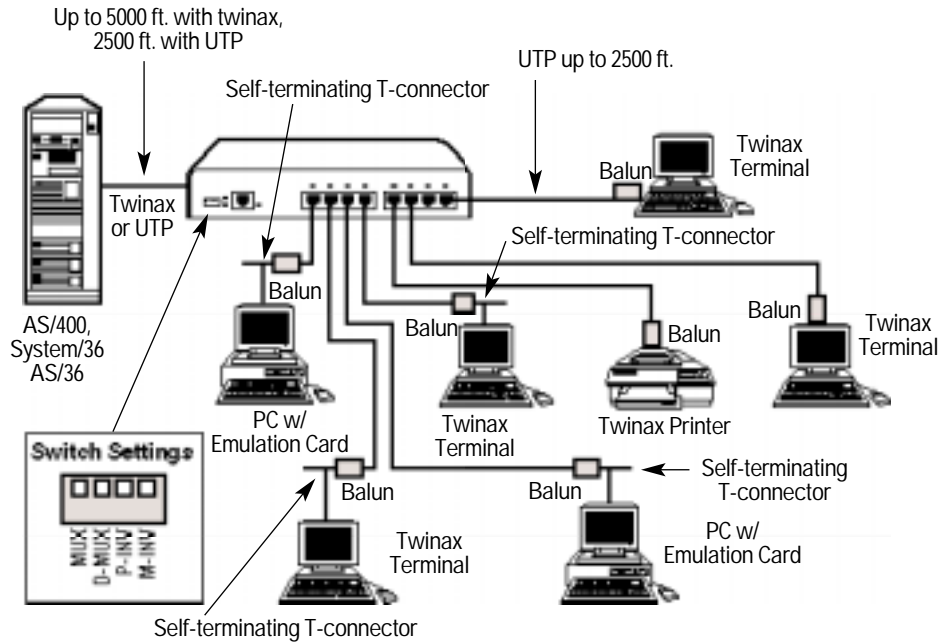 Up to 5000 ft. with twinax,
2500 ft. with UTP
UTP up to 2500 ft.
Self-terminating T-connector
Twinax
Terminal
Balun
Twinax
or UTP
Self-terminating T-connector
Balun
Balun
Balun
Balun
Twinax
Terminal
AS/400,
System/36
AS/36
PC w/
Emulation Card
Twinax
Terminal
Twinax Printer
Switch Settings
MUX
D-MUX
P-INV
M-INV
Balun
Balun
Self-terminating
T-connector
Twinax
Terminal
PC w/
Emulation Card
Self-terminating T-connector